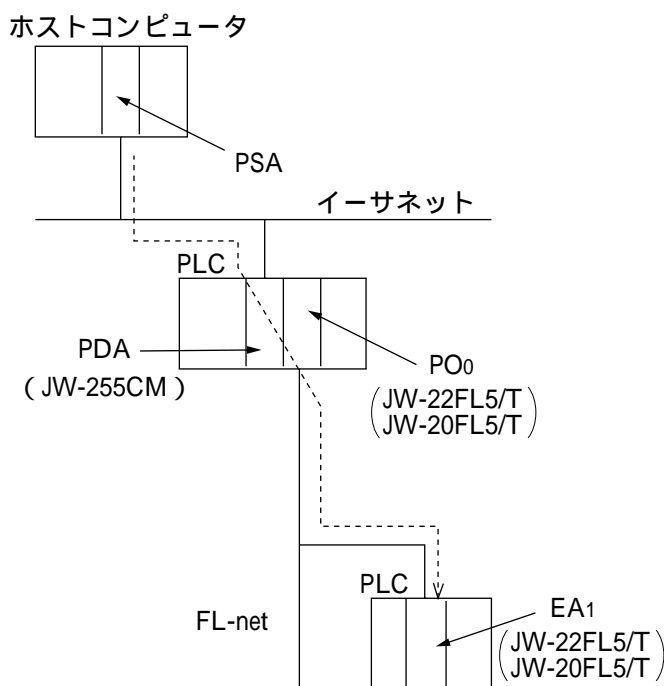 ホストコンピュータ
PSA
イーサネット
PLC
PDA
(JW-255CM)
PO0
(JW-22FL5/T
JW-20FL5/T)
PLC
FL-net
EA1
(JW-22FL5/T
JW-20FL5/T)